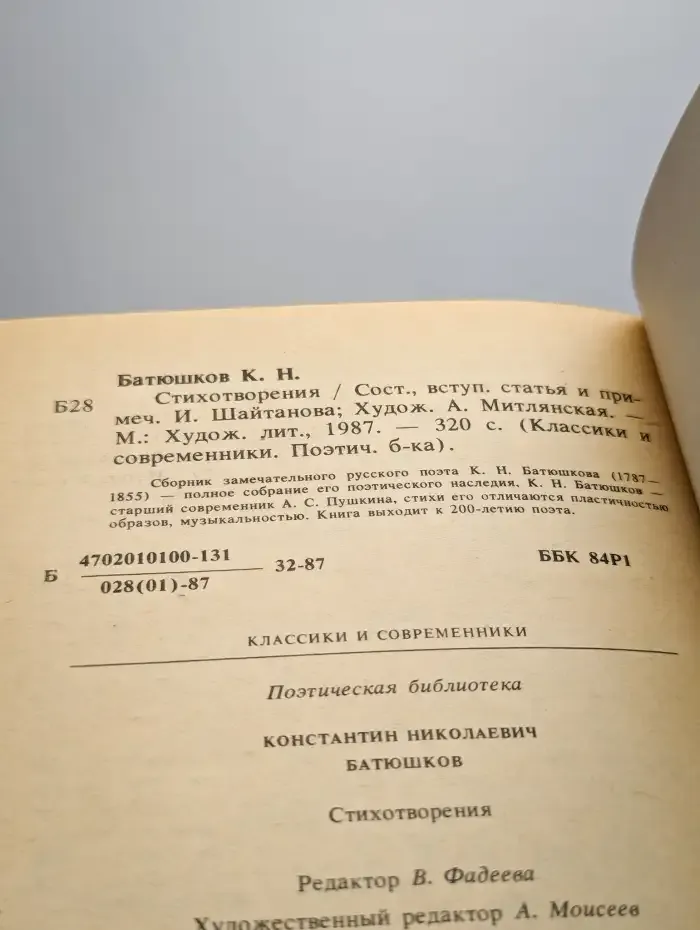 Батюшков К. Н.
Б28 Стихотворения / Сост., вступ. статья и при-
меч. И. Шайтанова; Худож. А. Митлянская. —
М.: Худож. лит., 1987. — 320 с. (Классики и
современники. Поэтич. б-ка).
Сборник замечательного русского поэта К. Н. Батюшкова (1787—
1855) — полное собрание его поэтического наследия. К. Н. Батюшков —
старший современник А. С. Пушкина, стихи его отличаются пластичностью
образов, музыкальностью. Книга выходит к 200-летию поэта.
Б 4702010100-131
028(01)-87
32-87
ББК 84Р1
КЛАССИКИ И СОВРЕМЕННИКИ
Поэтическая библиотека
КОНСТАНТИН НИКОЛАЕВИЧ
БАТЮШКОВ
Стихотворения
Редактор В. Фадеева
Художественный редактор А. Моисеев